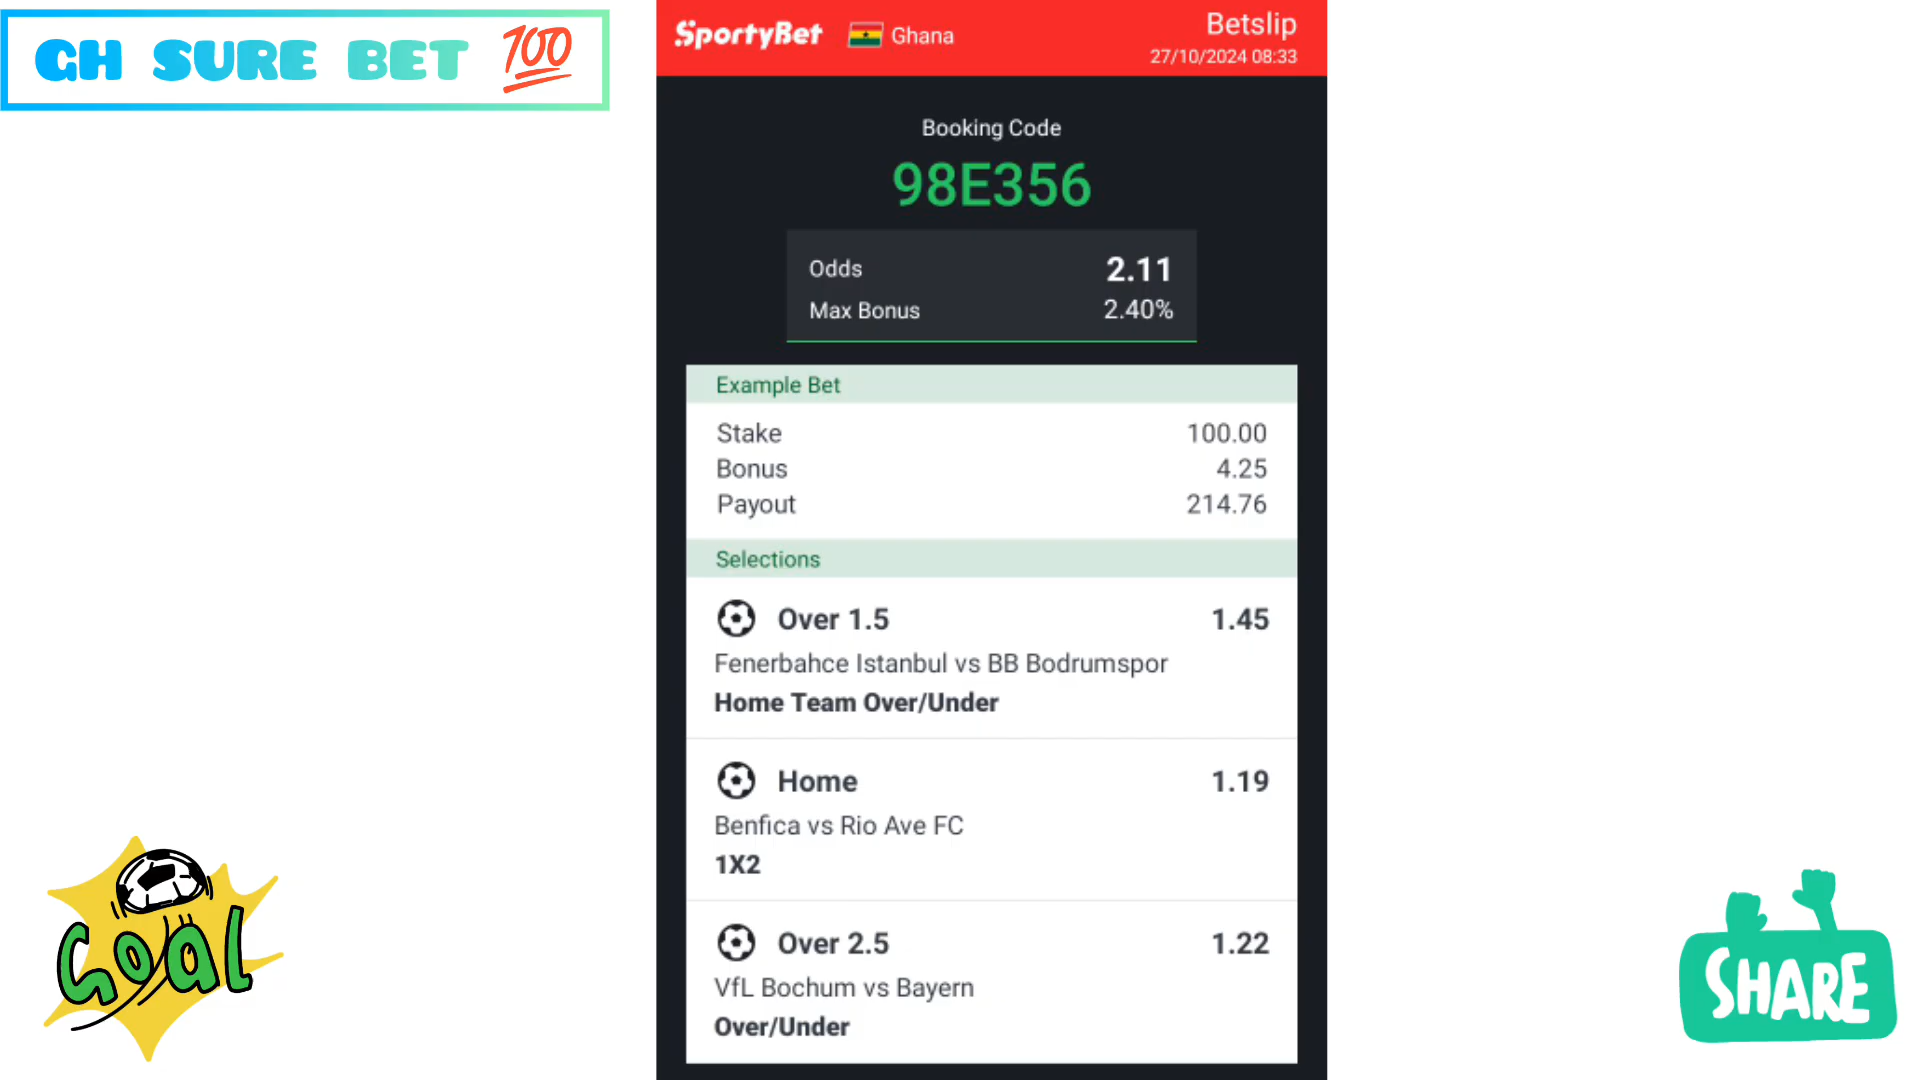 GH SURE BET 💯
SportyBet Ghana
Betslip
27/10/2024 08:33
Booking Code
98E356
Odds 2.11
Max Bonus 2.40%
Example Bet
Stake 100.00
Bonus 4.25
Payout 214.76
Selections
Over 1.5 1.45
Fenerbahce Istanbul vs BB Bodrumspor
Home Team Over/Under
Home 1.19
Benfica vs Rio Ave FC
1X2
Over 2.5 1.22
VfL Bochum vs Bayern
Over/Under
Goal
SHARE